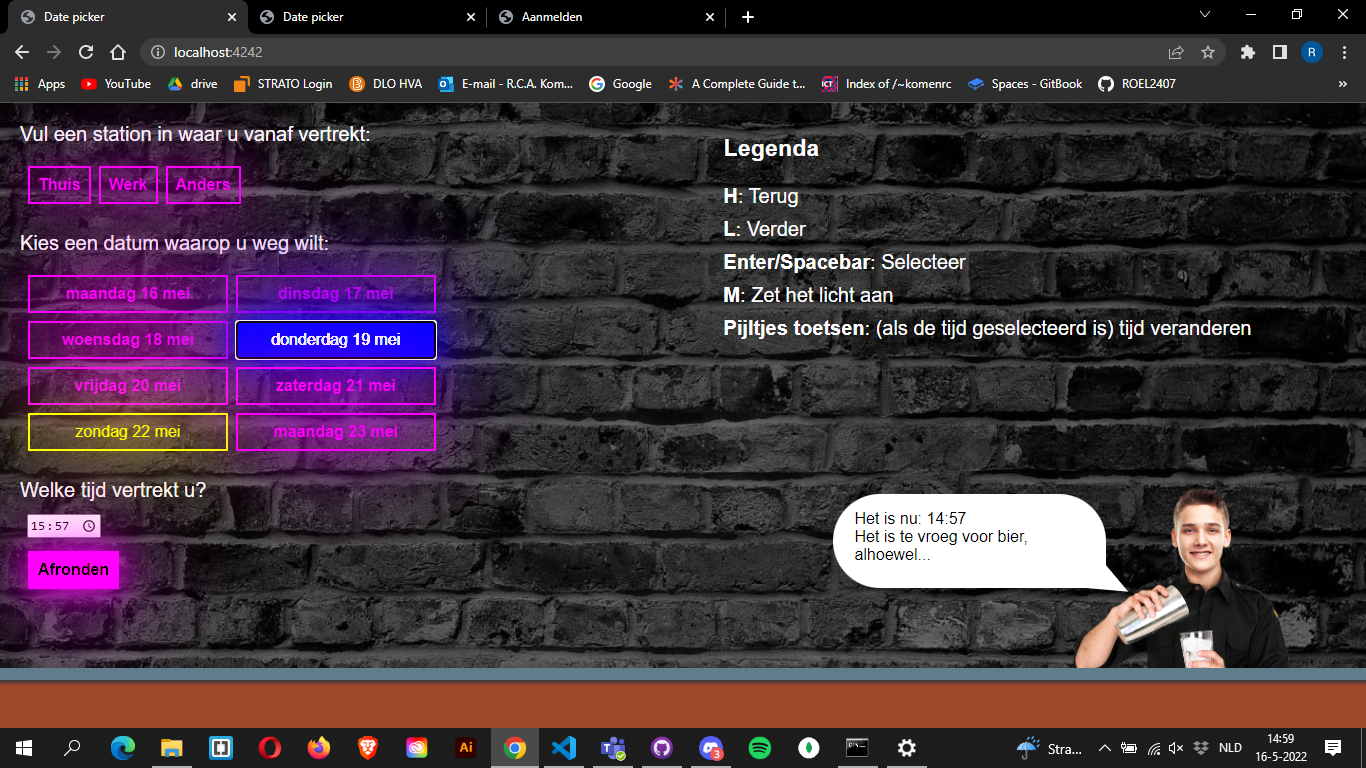 Date picker
Date picker
Aanmelden
localhost:4242
R
Apps
YouTube
drive
STRATO Login
DLO HVA
E-mail - R.C.A. Kom...
Google
A Complete Guide t...
Index of /~komenrc
Spaces - GitBook
ROEL2407
»
Vul een station in waar u vanaf vertrekt:
Thuis Werk Anders
Kies een datum waarop u weg wilt:
maandag 16 mei dinsdag 17 mei
woensdag 18 mei donderdag 19 mei
vrijdag 20 mei zaterdag 21 mei
zondag 22 mei maandag 23 mei
Welke tijd vertrekt u?
15:57
Afronden
Legenda
H: Terug
L: Verder
Enter/Spacebar: Selecteer
M: Zet het licht aan
Pijltjes toetsen: (als de tijd geselecteerd is) tijd veranderen
Het is nu: 14:57
Het is te vroeg voor bier,
alhoewel...
Ai
3
Stra...
NLD
14:59
16-5-2022